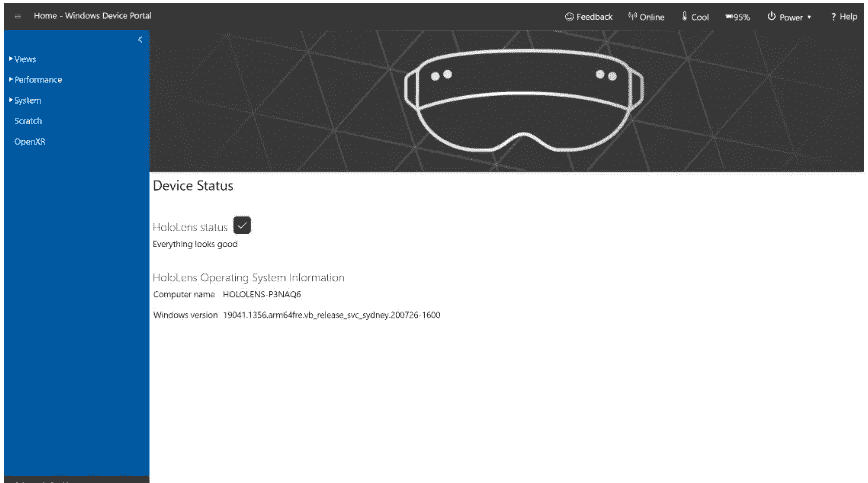 Home - Windows Device Portal
Feedback Online Cool 95% Power ? Help
Views
Performance
System
Scratch
OpenXR
Device Status
HoloLens status
Everything looks good
HoloLens Operating System Information
Computer name HOLOLENS-P3NAQ6
Windows version 19041.1356.arm64fre.vb_release_svc_sydney.200726-1600